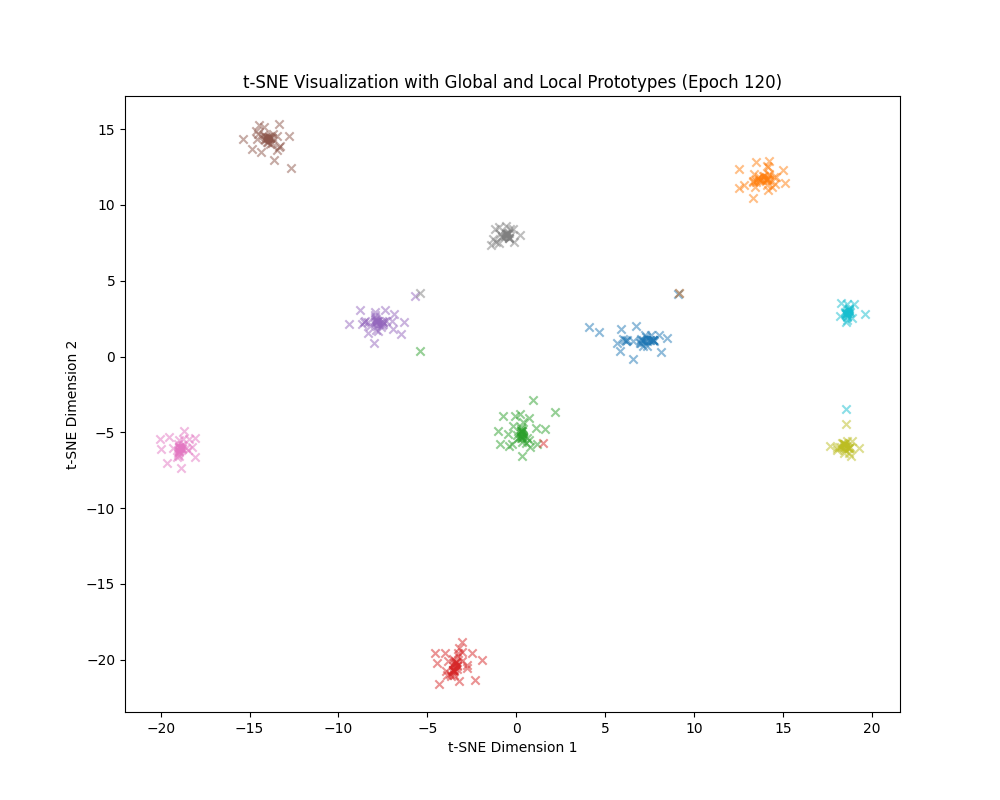 t-SNE Visualization with Global and Local Prototypes (Epoch 120)
15
10
5
0
−5
−10
−15
−20
t-SNE Dimension 2
−20 −15 −10 −5 0 5 10 15 20
t-SNE Dimension 1